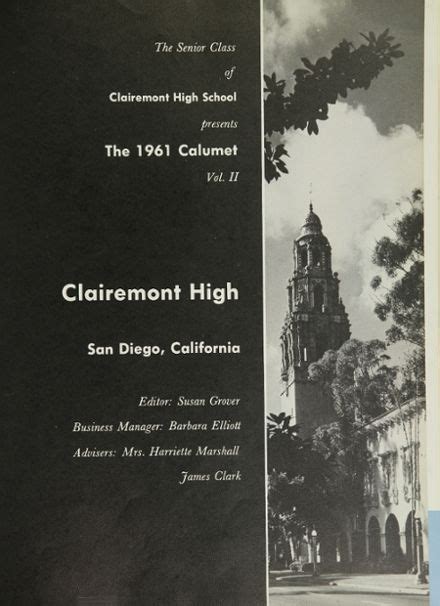 The Senior Class
of
Clairemont High School
presents
The 1961 Calumet
Vol. II
Clairemont High
San Diego, California
Editor: Susan Grover
Business Manager: Barbara Elliott
Advisers: Mrs. Harriette Marshall
James Clark